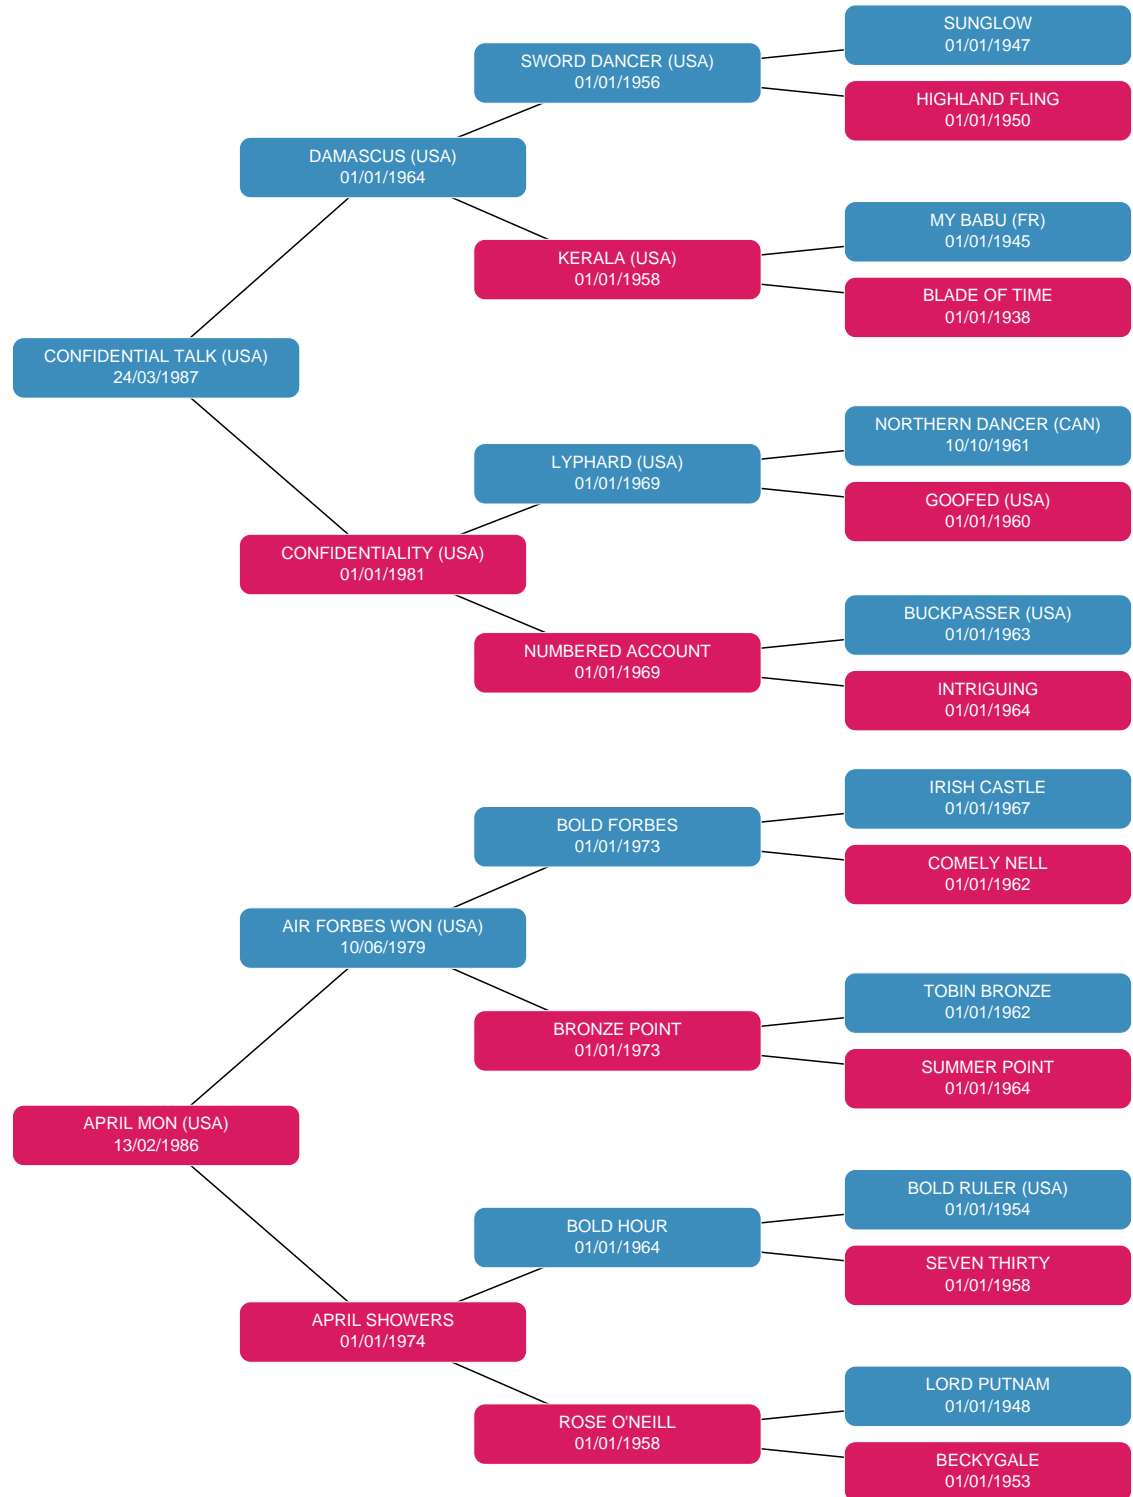 SUNGLOW
01/01/1947
SWORD DANCER (USA)
01/01/1956
HIGHLAND FLING
01/01/1950
DAMASCUS (USA)
01/01/1964
MY BABU (FR)
01/01/1945
KERALA (USA)
01/01/1958
BLADE OF TIME
01/01/1938
CONFIDENTIAL TALK (USA)
24/03/1987
NORTHERN DANCER (CAN)
10/10/1961
LYPHARD (USA)
01/01/1969
GOOFED (USA)
01/01/1960
CONFIDENTIALITY (USA)
01/01/1981
BUCKPASSER (USA)
01/01/1963
NUMBERED ACCOUNT
01/01/1969
INTRIGUING
01/01/1964
IRISH CASTLE
01/01/1967
BOLD FORBES
01/01/1973
COMELY NELL
01/01/1962
AIR FORBES WON (USA)
10/06/1979
TOBIN BRONZE
01/01/1962
BRONZE POINT
01/01/1973
SUMMER POINT
01/01/1964
APRIL MON (USA)
13/02/1986
BOLD RULER (USA)
01/01/1954
BOLD HOUR
01/01/1964
SEVEN THIRTY
01/01/1958
APRIL SHOWERS
01/01/1974
LORD PUTNAM
01/01/1948
ROSE O'NEILL
01/01/1958
BECKYGALE
01/01/1953